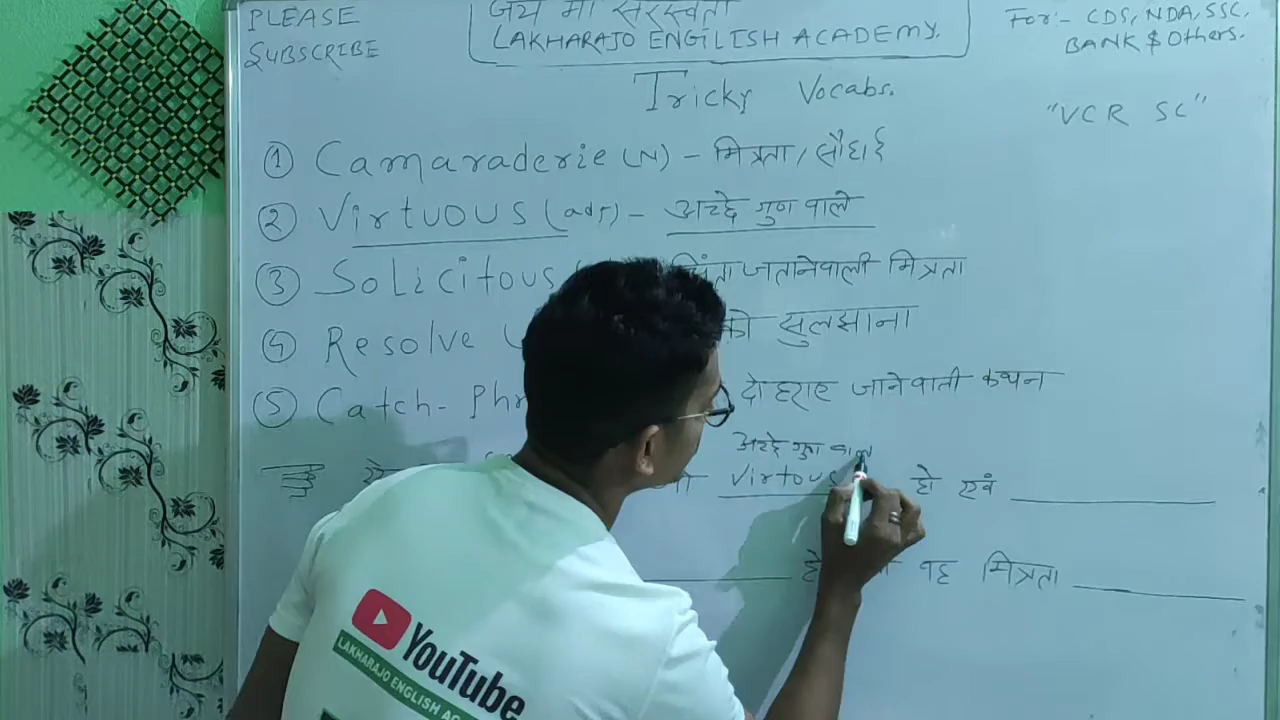 PLEASE
SUBSCRIBE
जय माँ सरस्वती
LAKHARAJO ENGILISH ACADEMY.
For:- CDS, NDA, SSC,
BANK & Others.
Tricky Vocabs.
"VCR SC"
① Camaraderie (N) - मित्रता / सौहार्द
② Virtuous (adj) - अच्छे गुण वाले
③ Solicitous चिंता जतानेवाली मित्रता
④ Resolve को सुलझाना
⑤ Catch- Phr दोहराए जानेवाली कथन
अच्छे गुण वाल
Virtous हो एवं
वह मित्रता
YouTube
LAKHARAJO ENGLISH AC